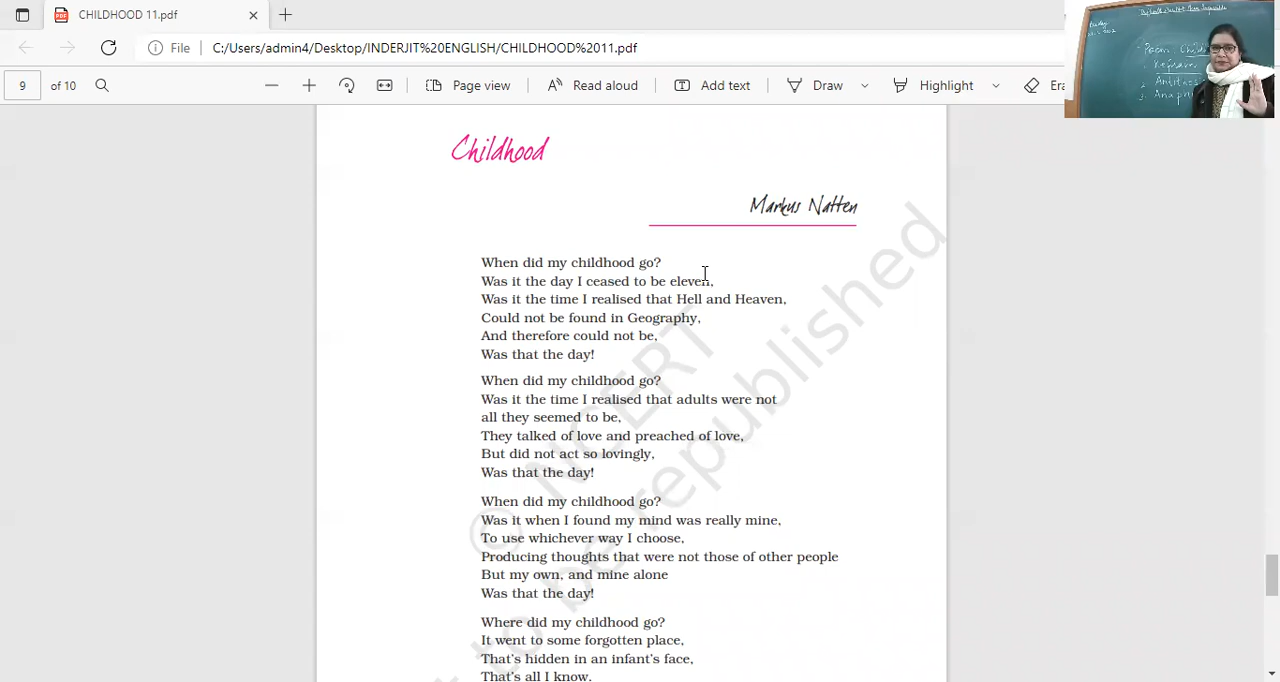 CHILDHOOD 11.pdf
File
C:/Users/admin4/Desktop/INDERJIT%20ENGLISH/CHILDHOOD%2011.pdf
9 of 10
Page view
Read aloud
Add text
Draw
Highlight
Era
Poem: Child
Childhood
Markus Natten
When did my childhood go?
Was it the day I ceased to be eleven,
Was it the time I realised that Hell and Heaven,
Could not be found in Geography,
And therefore could not be,
Was that the day!
When did my childhood go?
Was it the time I realised that adults were not
all they seemed to be,
They talked of love and preached of love,
But did not act so lovingly,
Was that the day!
When did my childhood go?
Was it when I found my mind was really mine,
To use whichever way I choose,
Producing thoughts that were not those of other people
But my own, and mine alone
Was that the day!
Where did my childhood go?
It went to some forgotten place,
That's hidden in an infant's face,
That's all I know.
© NCERT
not to be republished